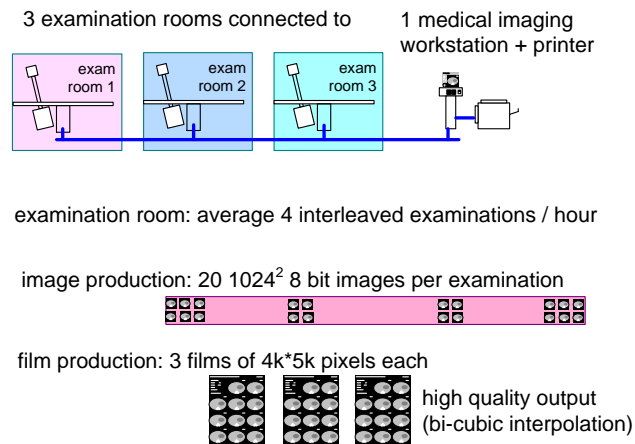 3 examination rooms connected to
1 medical imaging
workstation + printer
exam
room 1
exam
room 2
exam
room 3
examination room: average 4 interleaved examinations / hour
image production: 20 1024² 8 bit images per examination
film production: 3 films of 4k*5k pixels each
high quality output
(bi-cubic interpolation)